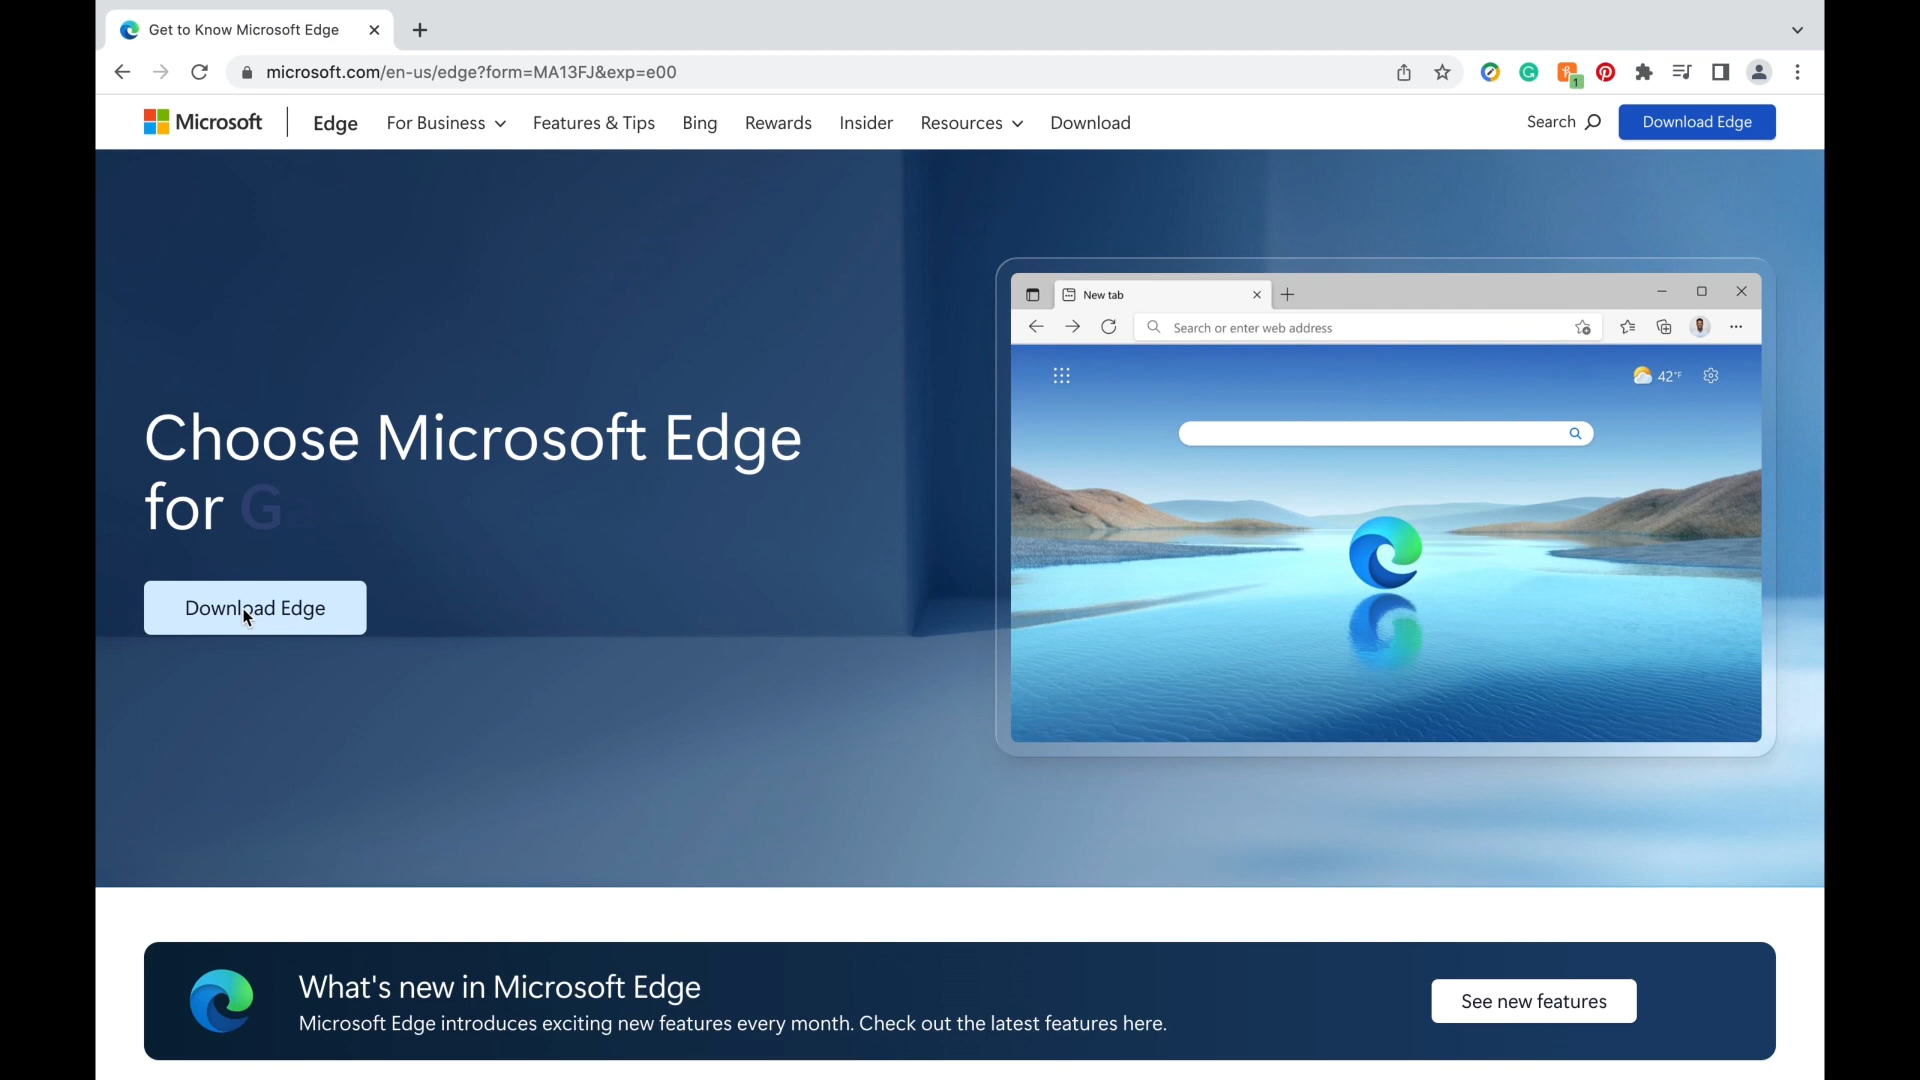 Get to Know Microsoft Edge
microsoft.com/en-us/edge?form=MA13FJ&exp=e00
1
Microsoft
Edge
For Business
Features & Tips
Bing
Rewards
Insider
Resources
Download
Search
Download Edge
New tab
Search or enter web address
42°F
Choose Microsoft Edge
for G
Download Edge
What's new in Microsoft Edge
Microsoft Edge introduces exciting new features every month. Check out the latest features here.
See new features